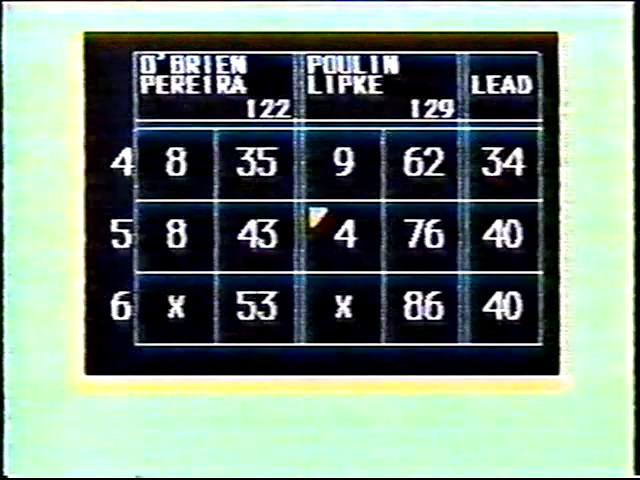 O'BRIEN POULIN
PEREIRA LIPKE LEAD
122 129
4 8 35 9 62 34
5 8 43 4 76 40
6 X 53 X 86 40